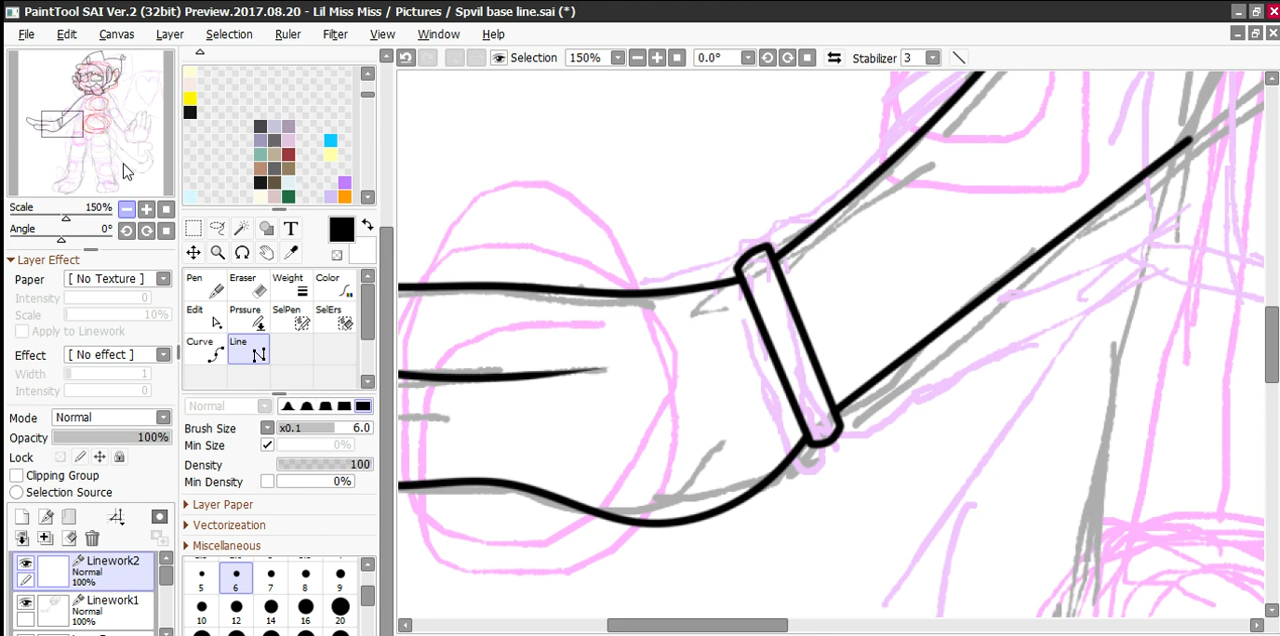 PaintTool SAI Ver.2 (32bit) Preview.2017.08.20 - Lil Miss Miss / Pictures / Spvil base line.sai (*)
File Edit Canvas Layer Selection Ruler Filter View Window Help
Selection 150% 0.0° Stabilizer 3
Scale 150%
Angle 0°
Layer Effect
Paper [ No Texture ]
Intensity 0
Scale 10%
Apply to Linework
Effect [ No effect ]
Width 1
Intensity 0
Mode Normal
Opacity 100%
Lock
Clipping Group
Selection Source
Linework2
Normal
100%
Linework1
Normal
100%
T
Pen Eraser Weight Color
Edit Prssure SelPen SelErs
Curve Line
Normal
Brush Size x0.1 6.0
Min Size 0%
Density 100
Min Density 0%
Layer Paper
Vectorization
Miscellaneous
5 6 7 8 9
10 12 14 16 20